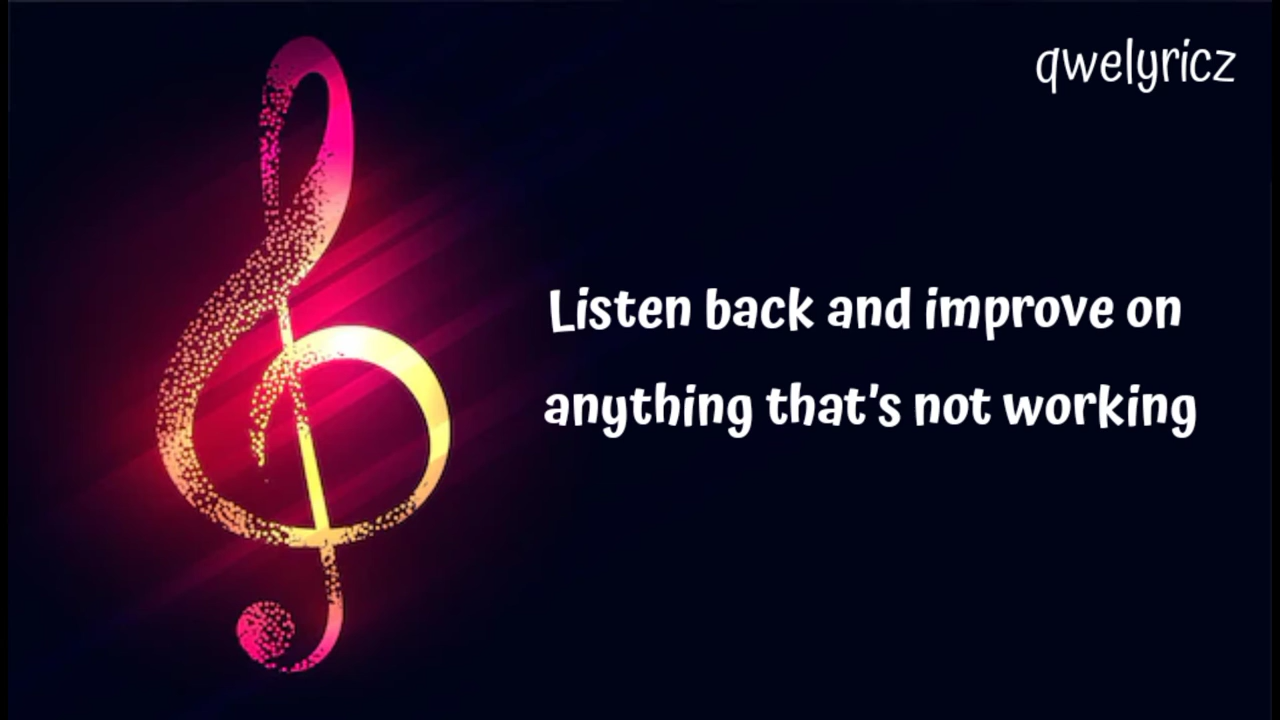 qwelyricz
Listen back and improve on
anything that's not working